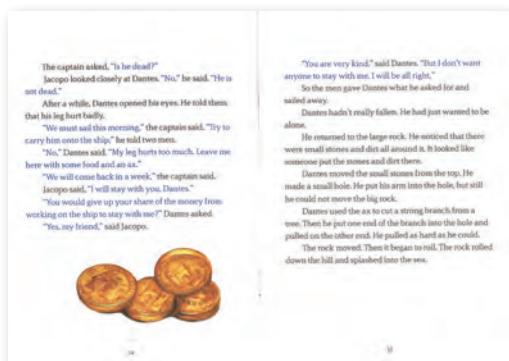 The captain asked, "Is he dead?"
Jacopo looked closely at Dantes. "No," he said. "He is
not dead."
After a while, Dantes opened his eyes. He told them
that his leg hurt badly.
"We must sail this morning," the captain said. "Try to
carry him onto the ship," he told two men.
"No," Dantes said. "My leg hurts too much. Leave me
here with some food and an ax."
"We will come back in a week," the captain said.
Jacopo said, "I will stay with you, Dantes."
"You would give up your share of the money from
working on the ship to stay with me?" Dantes asked.
"Yes, my friend," said Jacopo.
"You are very kind," said Dantes. "But I don't want
anyone to stay with me. I will be all right."
So the men gave Dantes what he asked for and
sailed away.
Dantes hadn't really fallen. He had just wanted to be
alone.
He returned to the large rock. He noticed that there
were small stones and dirt all around it. It looked like
someone put the stones and dirt there.
Dantes moved the small stones from the top. He
made a small hole. He put his arm into the hole, but still
he could not move the big rock.
Dantes used the ax to cut a strong branch from a
tree. Then he put one end of the branch into the hole and
pulled on the other end. He pulled as hard as he could.
The rock moved. Then it began to roll. The rock rolled
down the hill and splashed into the sea.